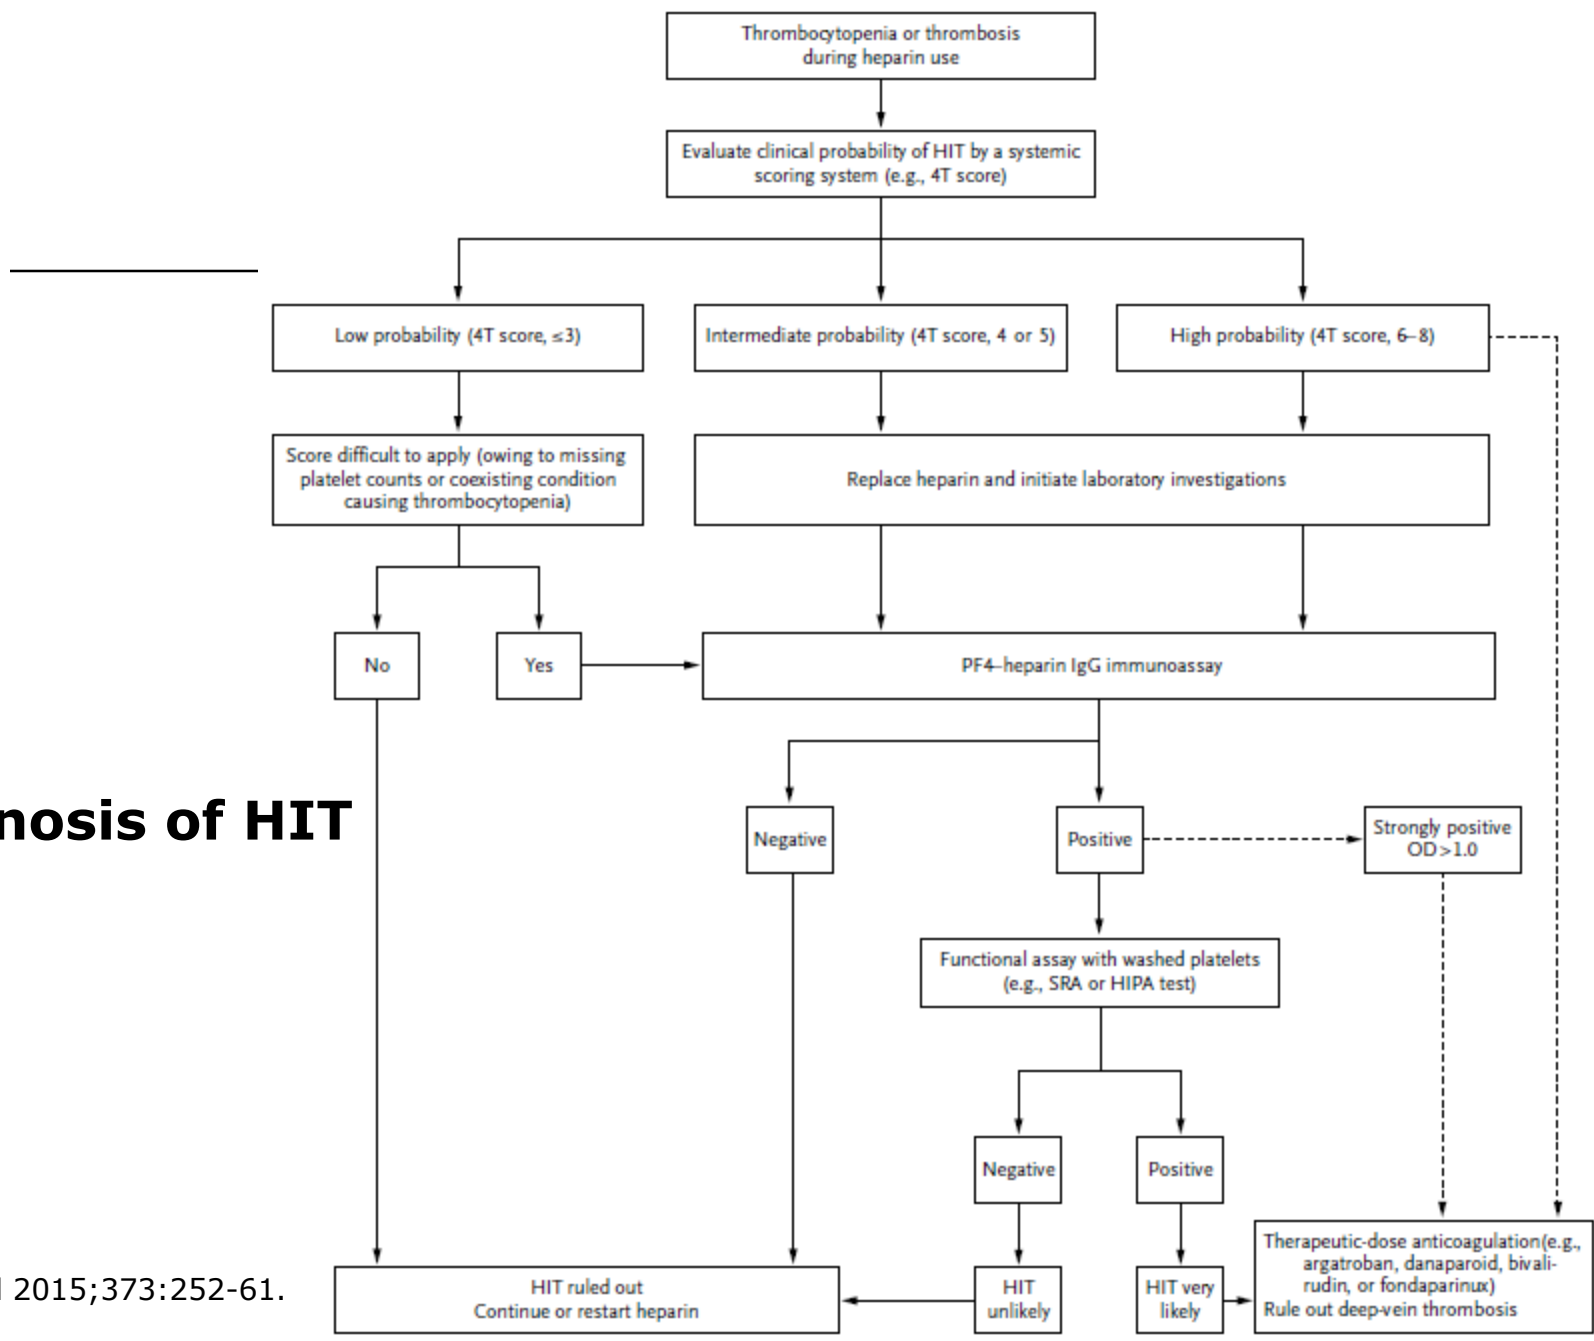 Thrombocytopenia or thrombosis
during heparin use
Evaluate clinical probability of HIT by a systemic
scoring system (e.g., 4T score)
Low probability (4T score, ≤3)
Intermediate probability (4T score, 4 or 5)
High probability (4T score, 6–8)
Score difficult to apply (owing to missing
platelet counts or coexisting condition
causing thrombocytopenia)
Replace heparin and initiate laboratory investigations
No
Yes
PF4–heparin IgG immunoassay
nosis of HIT
Negative
Positive
Strongly positive
OD>1.0
Functional assay with washed platelets
(e.g., SRA or HIPA test)
Negative
Positive
2015;373:252-61.
HIT ruled out
Continue or restart heparin
HIT
unlikely
HIT very
likely
Therapeutic-dose anticoagulation(e.g.,
argatroban, danaparoid, bivali-
rudin, or fondaparinux)
Rule out deep-vein thrombosis